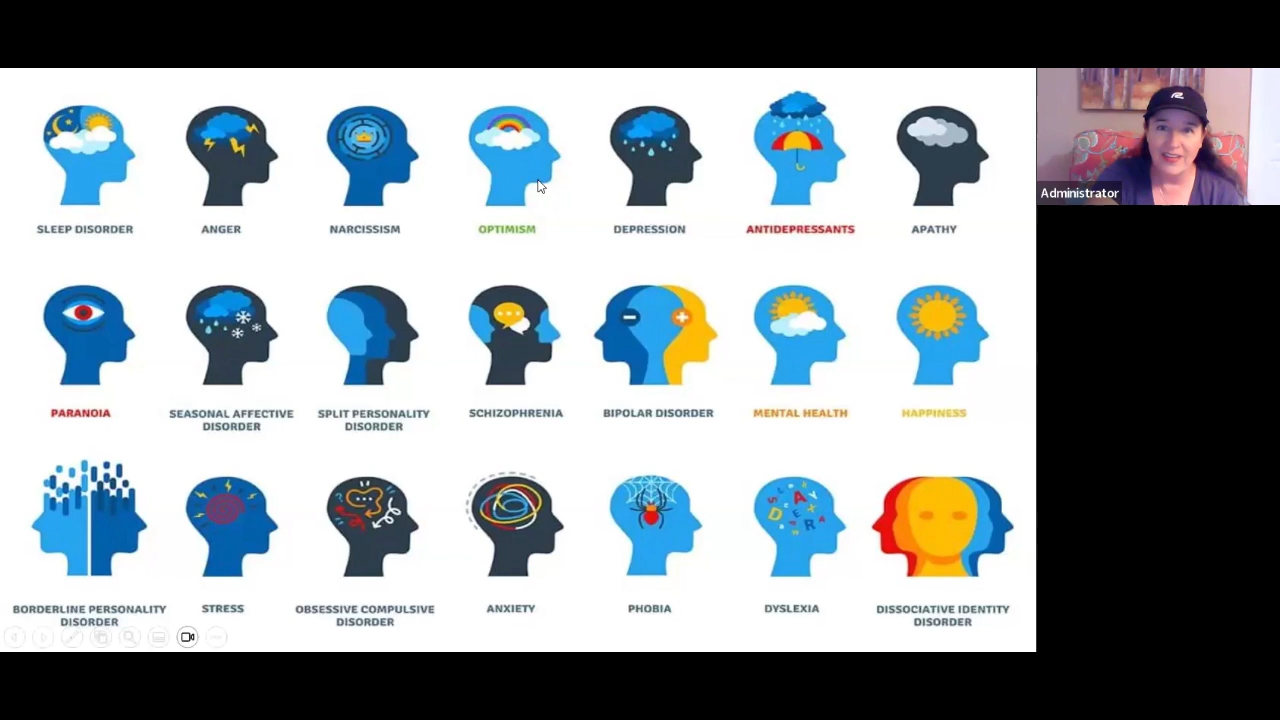 Administrator
SLEEP DISORDER
ANGER
NARCISSISM
OPTIMISM
DEPRESSION
ANTIDEPRESSANTS
APATHY
PARANOIA
SEASONAL AFFECTIVE
DISORDER
SPLIT PERSONALITY
DISORDER
SCHIZOPHRENIA
BIPOLAR DISORDER
MENTAL HEALTH
HAPPINESS
BORDERLINE PERSONALITY
DISORDER
STRESS
OBSESSIVE COMPULSIVE
DISORDER
ANXIETY
PHOBIA
DYSLEXIA
DISSOCIATIVE IDENTITY
DISORDER